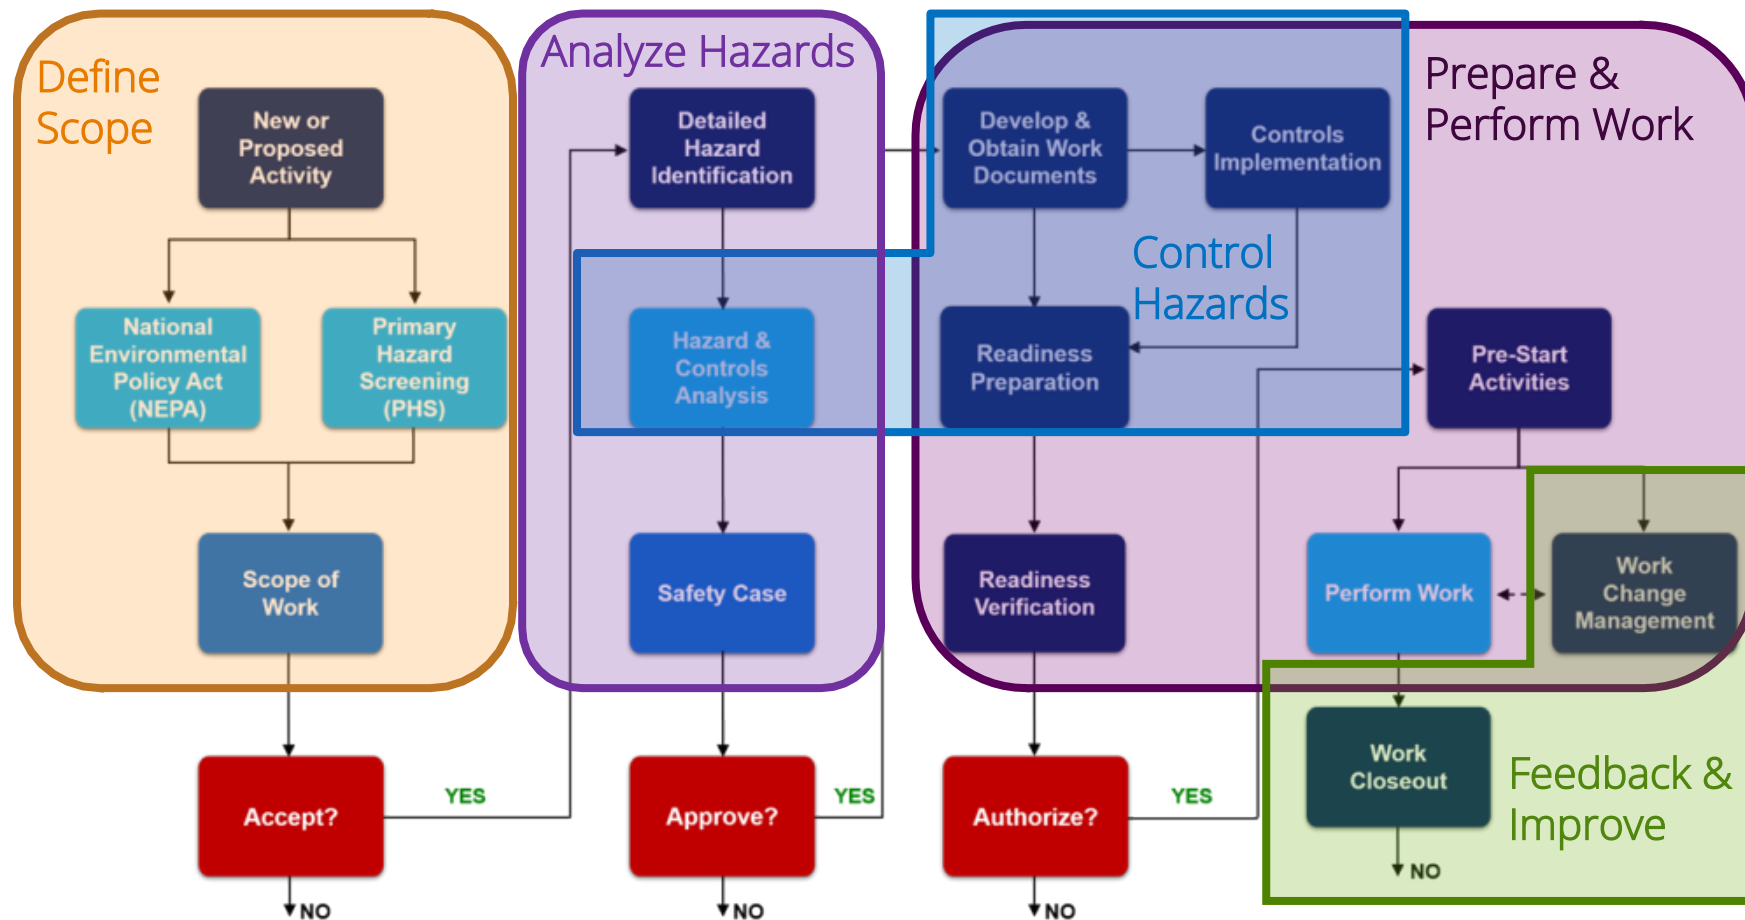 Define
Scope
New or
Proposed
Activity
National
Environmental
Policy Act
(NEPA)
Primary
Hazard
Screening
(PHS)
Scope of
Work
Accept?
YES
NO
Analyze Hazards
Detailed
Hazard
Identification
Hazard &
Controls
Analysis
Safety Case
Approve?
YES
NO
Prepare &
Perform Work
Develop &
Obtain Work
Documents
Controls
Implementation
Control
Hazards
Readiness
Preparation
Pre-Start
Activities
Readiness
Verification
Perform Work
Work
Change
Management
Authorize?
YES
NO
Work
Closeout
NO
Feedback &
Improve